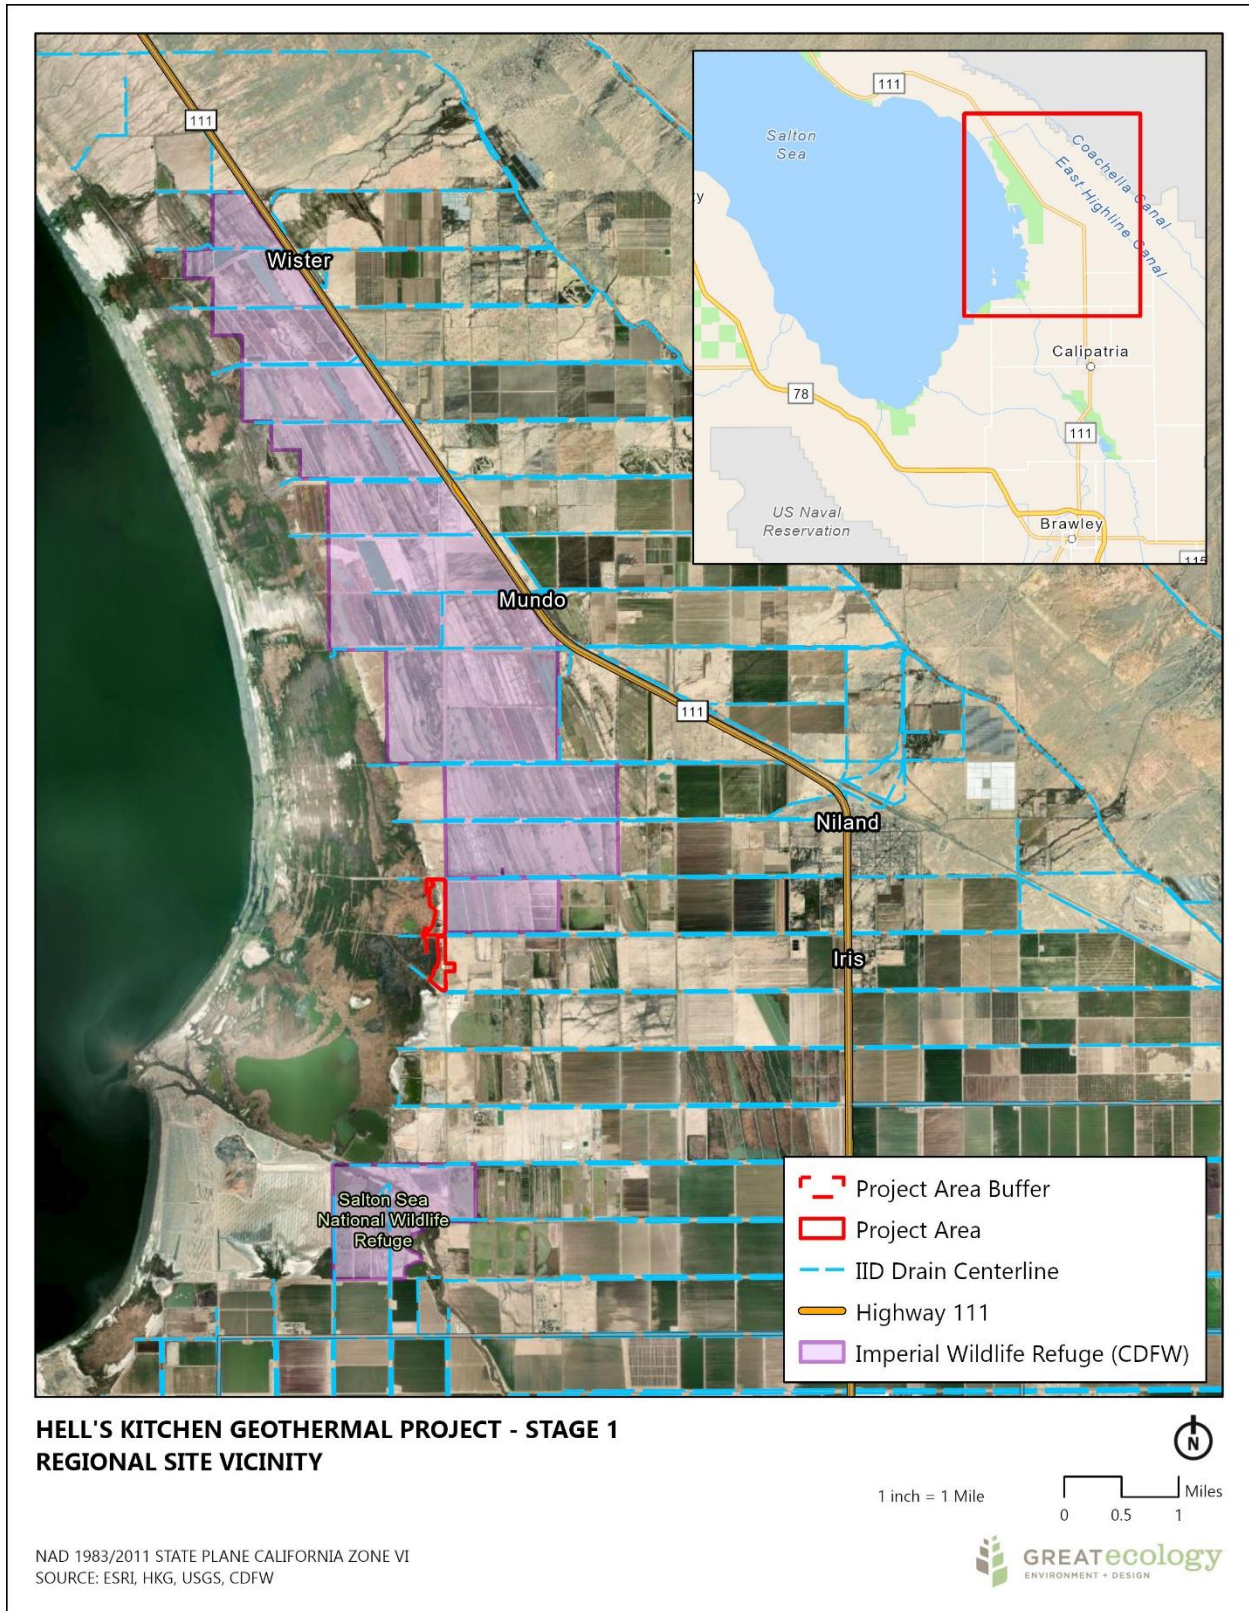 111
Wister
Mundo
111
Niland
Iris
Salton Sea
National Wildlife
Refuge
111
Salton
Sea
Coachella Canal
East Highline Canal
y
Calipatria
78
111
US Naval
Reservation
Brawley
115
Project Area Buffer
Project Area
IID Drain Centerline
Highway 111
Imperial Wildlife Refuge (CDFW)
HELL'S KITCHEN GEOTHERMAL PROJECT - STAGE 1
REGIONAL SITE VICINITY
N
1 inch = 1 Mile
Miles
0 0.5 1
NAD 1983/2011 STATE PLANE CALIFORNIA ZONE VI
SOURCE: ESRI, HKG, USGS, CDFW
GREATecology
ENVIRONMENT + DESIGN